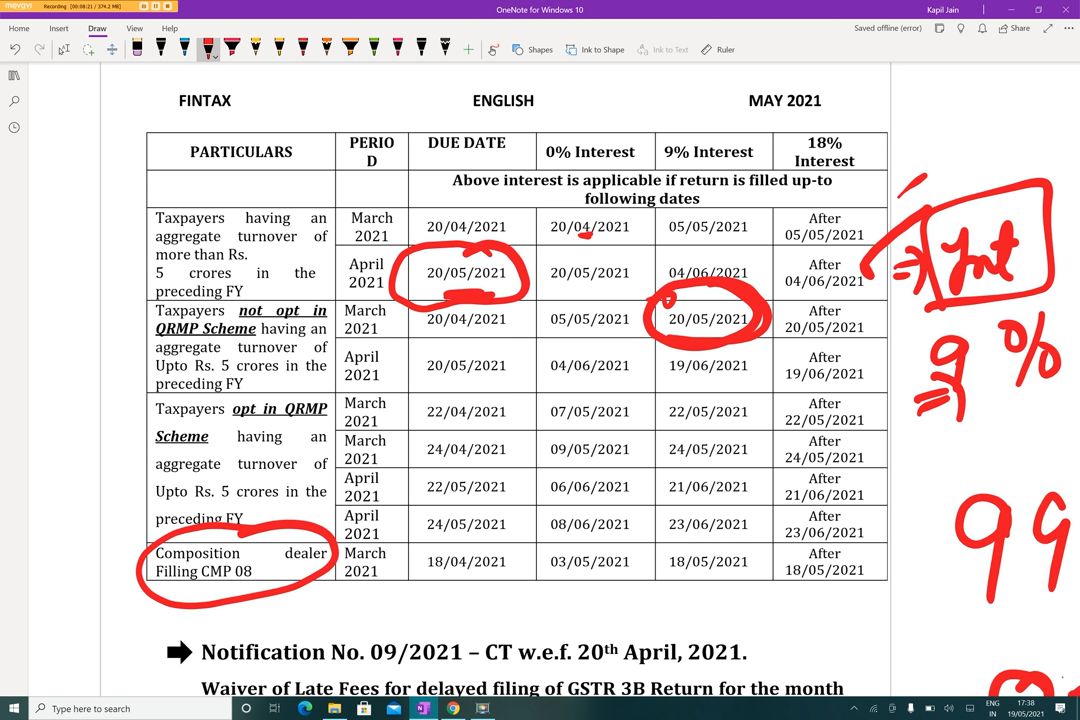 movavi Recording [00:08:21 / 374.2 MB]
OneNote for Windows 10
Kapil Jain
Home Insert Draw View Help
Saved offline (error) Share
Shapes Ink to Shape Ink to Text Ruler
FINTAX ENGLISH MAY 2021
PARTICULARS PERIO D DUE DATE 0% Interest 9% Interest 18% Interest
Above interest is applicable if return is filled up-to
following dates
Taxpayers having an aggregate turnover of more than Rs. 5 crores in the preceding FY
March 2021 20/04/2021 20/04/2021 05/05/2021 After 05/05/2021
April 2021 20/05/2021 20/05/2021 04/06/2021 After 04/06/2021
Taxpayers not opt in QRMP Scheme having an aggregate turnover of Upto Rs. 5 crores in the preceding FY
March 2021 20/04/2021 05/05/2021 20/05/2021 After 20/05/2021
April 2021 20/05/2021 04/06/2021 19/06/2021 After 19/06/2021
Taxpayers opt in QRMP Scheme having an aggregate turnover of Upto Rs. 5 crores in the preceding FY
March 2021 22/04/2021 07/05/2021 22/05/2021 After 22/05/2021
March 2021 24/04/2021 09/05/2021 24/05/2021 After 24/05/2021
April 2021 22/05/2021 06/06/2021 21/06/2021 After 21/06/2021
April 2021 24/05/2021 08/06/2021 23/06/2021 After 23/06/2021
Composition dealer Filling CMP 08
March 2021 18/04/2021 03/05/2021 18/05/2021 After 18/05/2021
⇒ Int
9 %
99
Notification No. 09/2021 – CT w.e.f. 20th April, 2021.
Waiver of Late Fees for delayed filing of GSTR 3B Return for the month
Type here to search
ENG
IN
17:38
19/05/2021